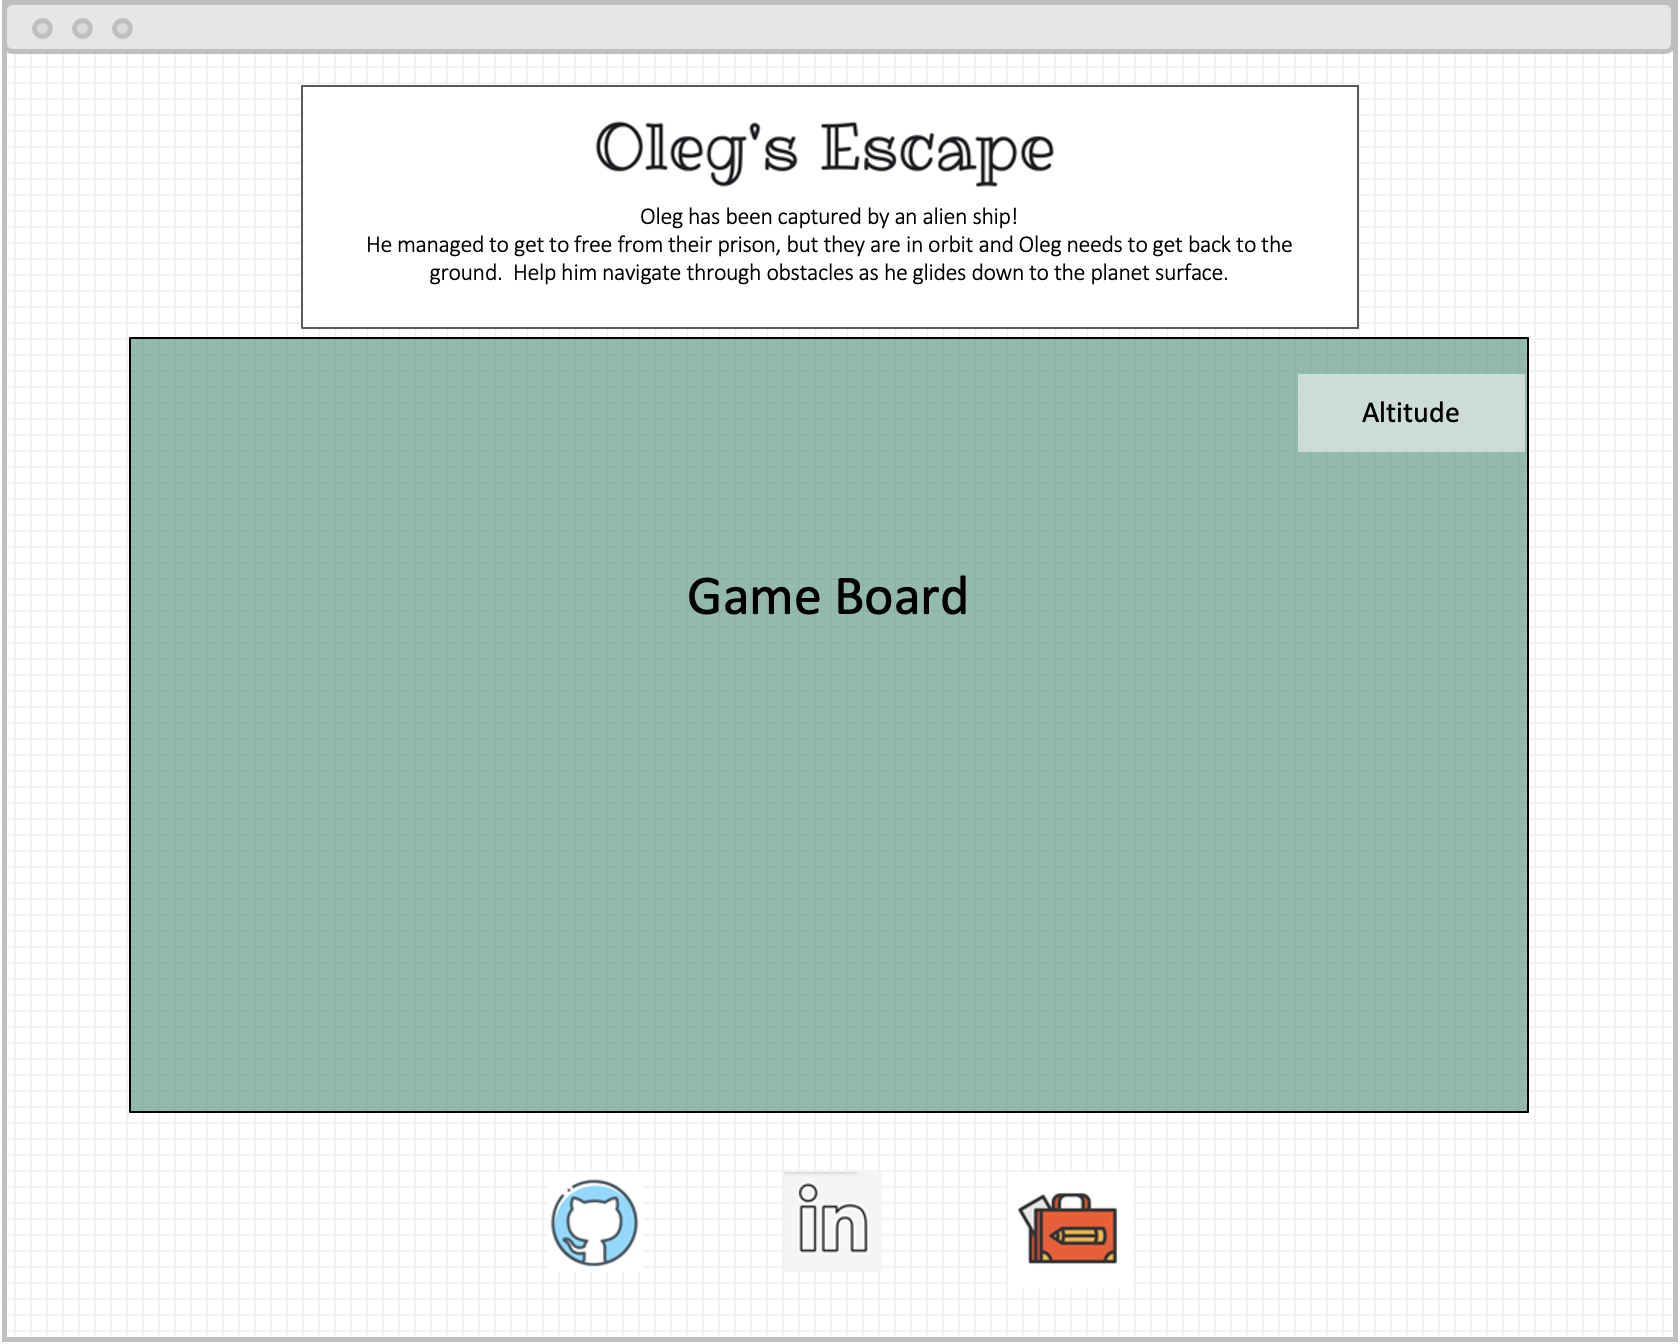 Oleg's Escape
Oleg has been captured by an alien ship!
He managed to get to free from their prison, but they are in orbit and Oleg needs to get back to the
ground.  Help him navigate through obstacles as he glides down to the planet surface.
Altitude
Game Board
in